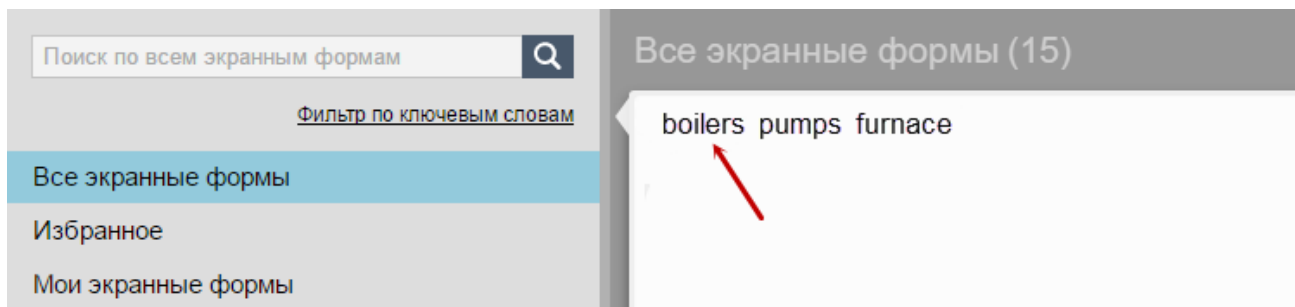 Поиск по всем экранным формам
Фильтр по ключевым словам
Все экранные формы
Избранное
Мои экранные формы
Все экранные формы (15)
boilers pumps furnace